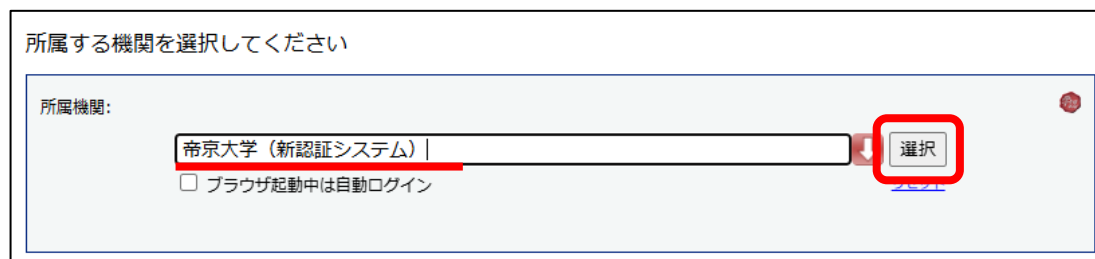 所属する機関を選択してください
所属機関:
帝京大学（新認証システム）
選択
ブラウザ起動中は自動ログイン